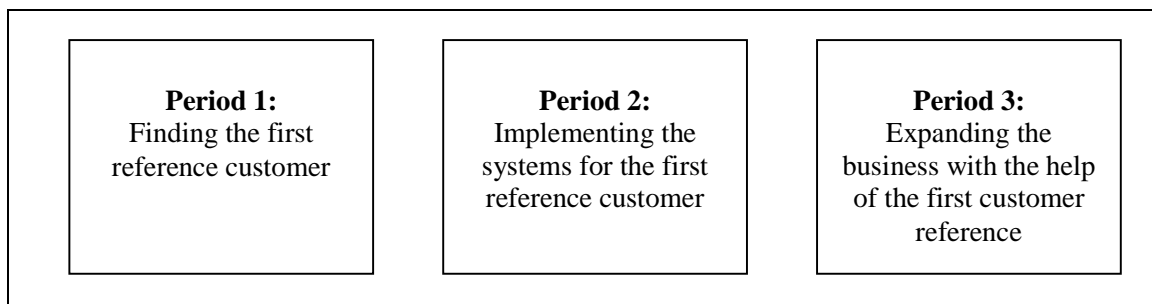 Period 1:
Finding the first
reference customer
Period 2:
Implementing the
systems for the first
reference customer
Period 3:
Expanding the
business with the help
of the first customer
reference